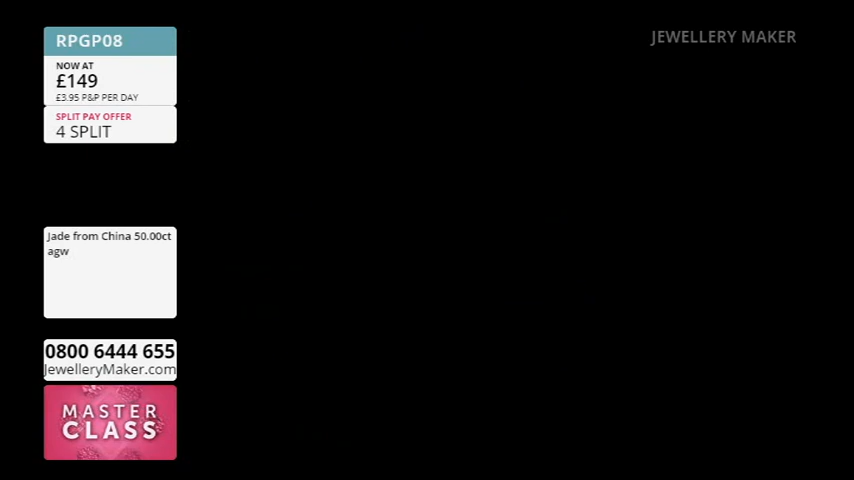 RPGP08
JEWELLERY MAKER
NOW AT
£149
£3.95 P&P PER DAY
SPLIT PAY OFFER
4 SPLIT
Jade from China 50.00ct
agw
0800 6444 655
JewelleryMaker.com
MASTER
CLASS